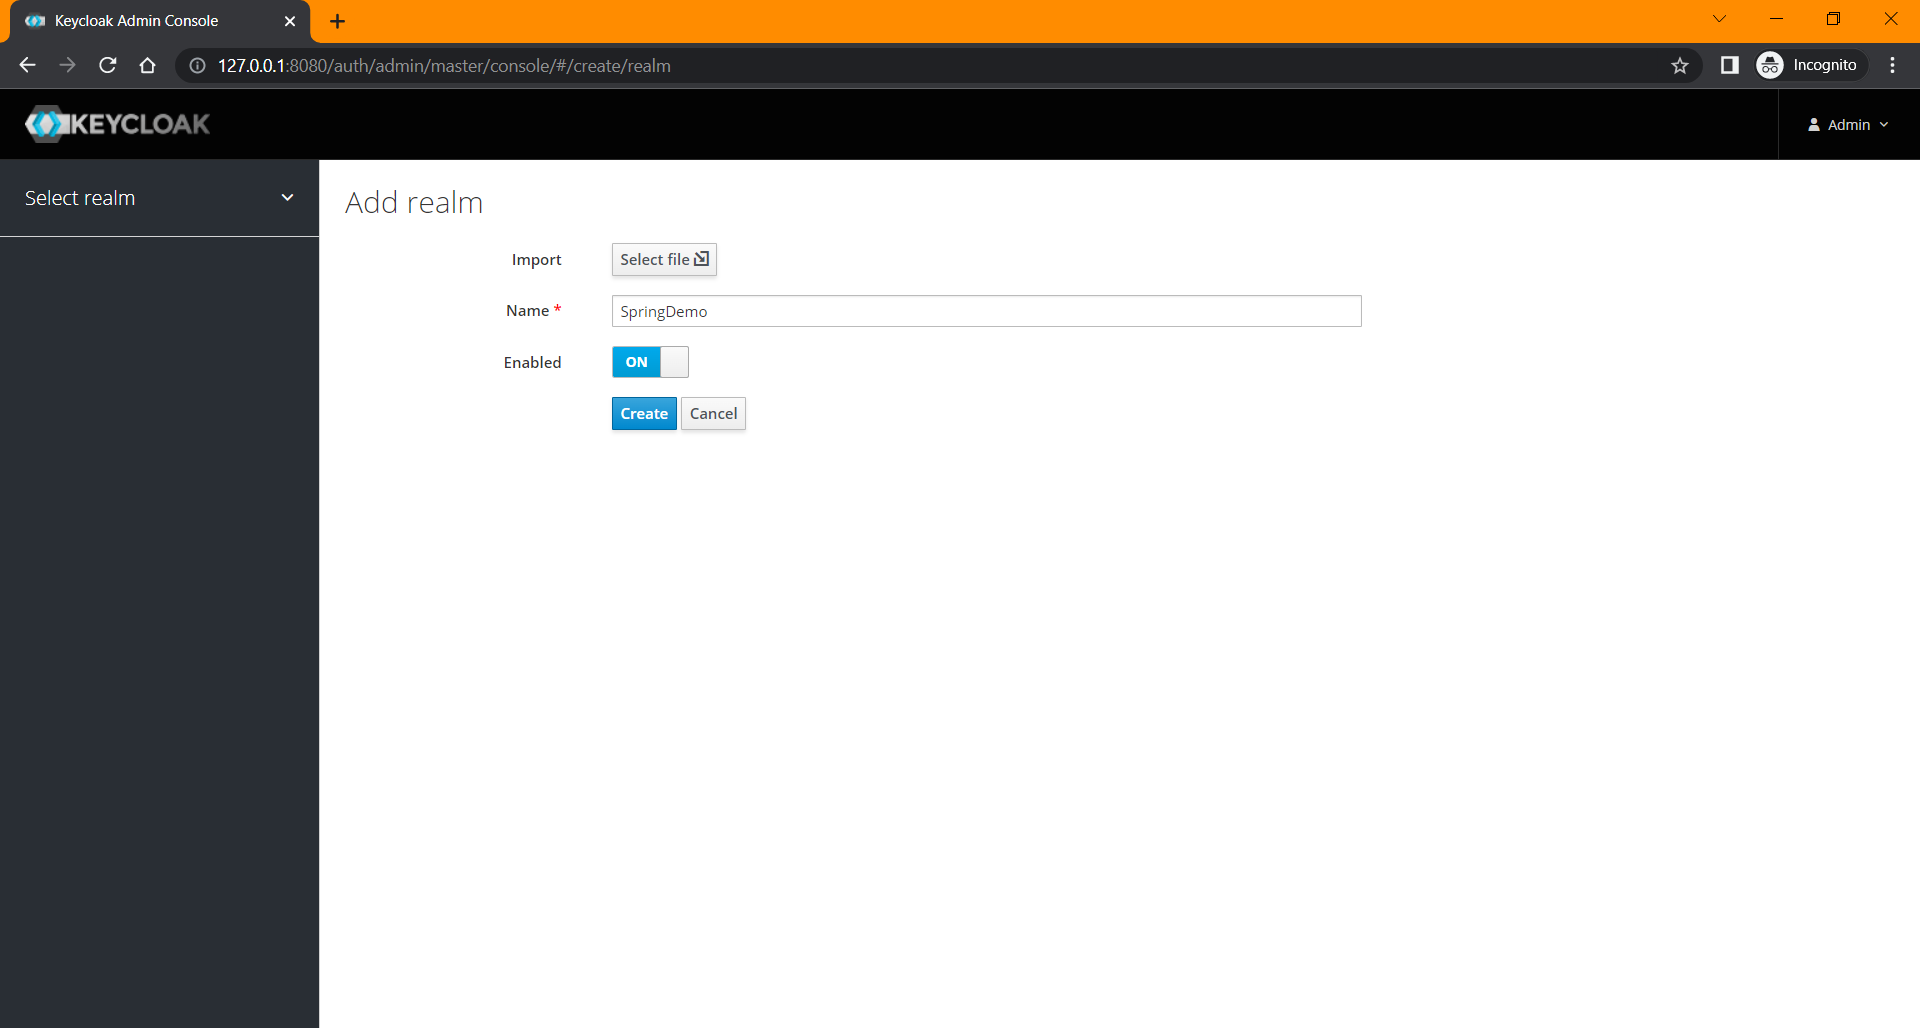 Keycloak Admin Console
127.0.0.1:8080/auth/admin/master/console/#/create/realm
Incognito
KEYCLOAK
Admin
Select realm
Add realm
Import
Select file
Name *
SpringDemo
Enabled
ON
Create
Cancel